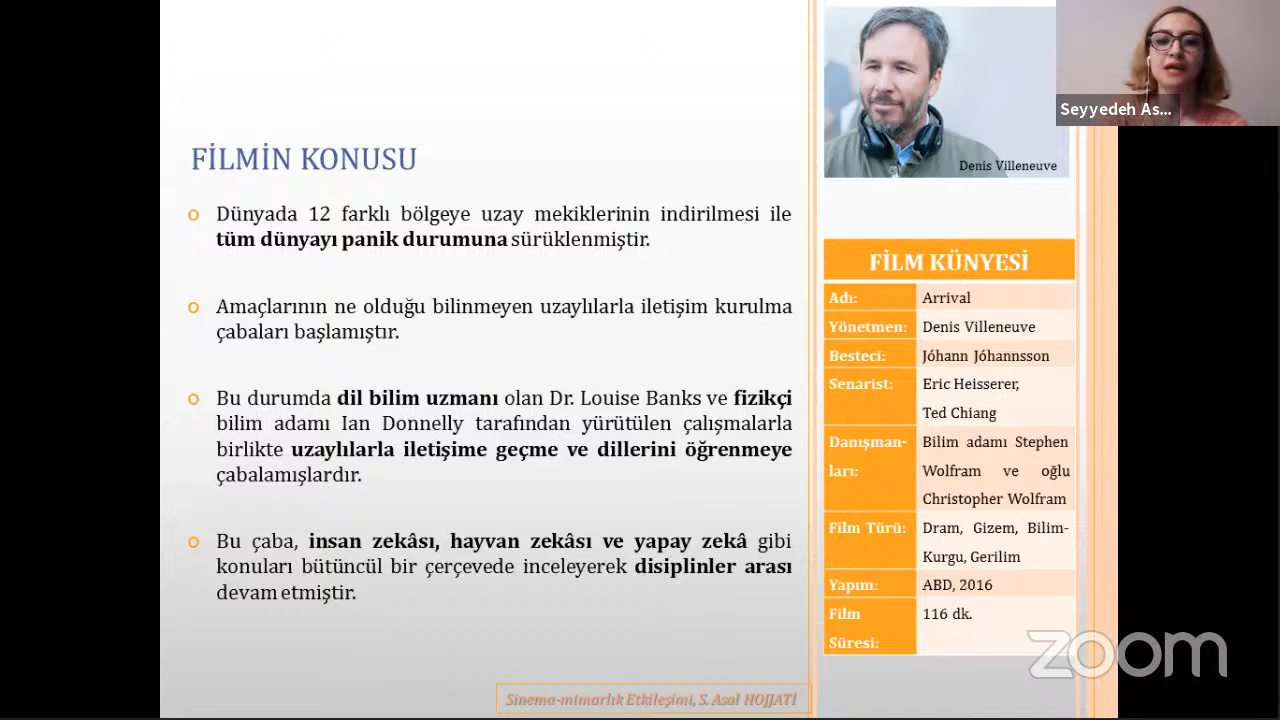 FİLMİN KONUSU
Dünyada 12 farklı bölgeye uzay mekiklerinin indirilmesi ile
tüm dünyayı panik durumuna sürüklenmiştir.
Amaçlarının ne olduğu bilinmeyen uzaylılarla iletişim kurulma
çabaları başlamıştır.
Bu durumda dil bilim uzmanı olan Dr. Louise Banks ve fizikçi
bilim adamı Ian Donnelly tarafından yürütülen çalışmalarla
birlikte uzaylılarla iletişime geçme ve dillerini öğrenmeye
çabalamışlardır.
Bu çaba, insan zekâsı, hayvan zekâsı ve yapay zekâ gibi
konuları bütüncül bir çerçevede inceleyerek disiplinler arası
devam etmiştir.
Sinema-mimarlık Etkileşimi, S. Asal HOJJATİ
Denis Villeneuve
Seyyedeh As...
FİLM KÜNYESİ
Adı: Arrival
Yönetmen: Denis Villeneuve
Besteci: Jóhann Jóhannsson
Senarist: Eric Heisserer,
Ted Chiang
Danışman- Bilim adamı Stephen
ları: Wolfram ve oğlu
Christopher Wolfram
Film Türü: Dram, Gizem, Bilim-
Kurgu, Gerilim
Yapım: ABD, 2016
Film 116 dk.
Süresi:
zoom